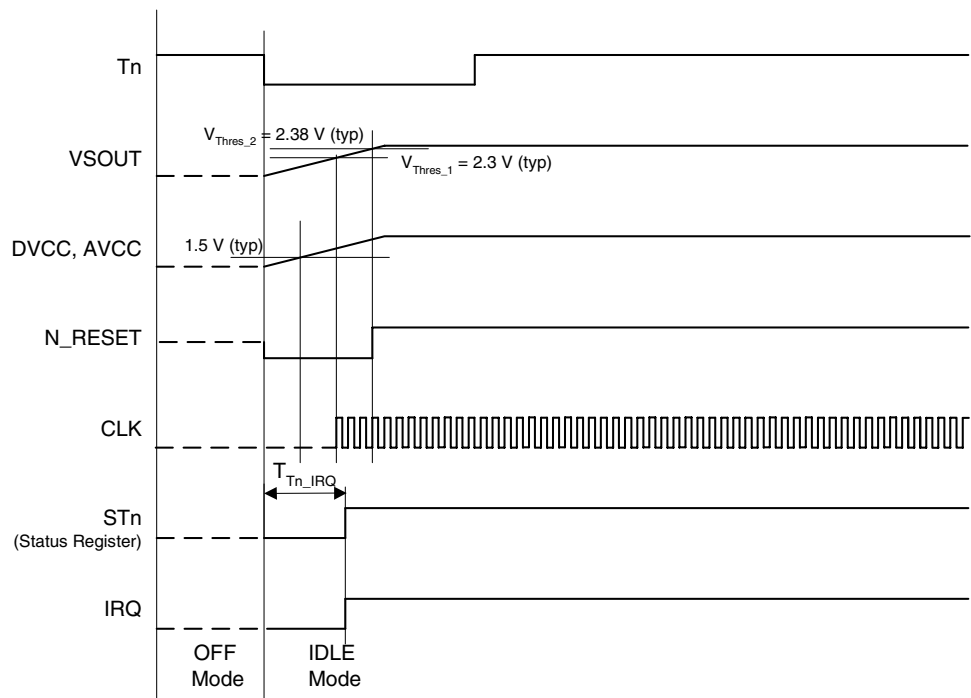 Tn
V_Thres_2 = 2.38 V (typ)
VSOUT
V_Thres_1 = 2.3 V (typ)
1.5 V (typ)
DVCC, AVCC
N_RESET
CLK
T_Tn_IRQ
STn
(Status Register)
IRQ
OFF
Mode
IDLE
Mode